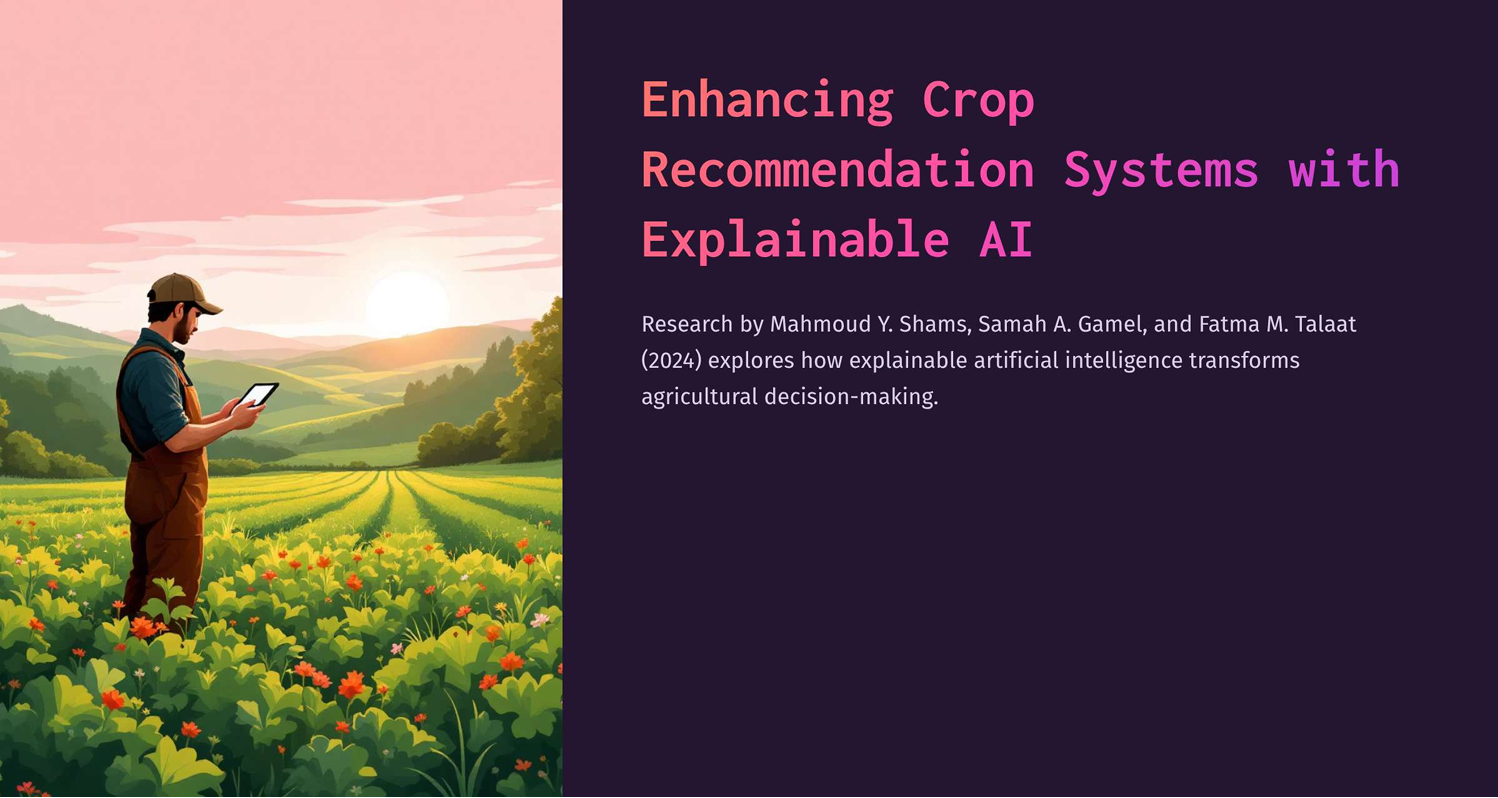 Enhancing Crop
Recommendation Systems with
Explainable AI
Research by Mahmoud Y. Shams, Samah A. Gamel, and Fatma M. Talaat
(2024) explores how explainable artificial intelligence transforms
agricultural decision-making.